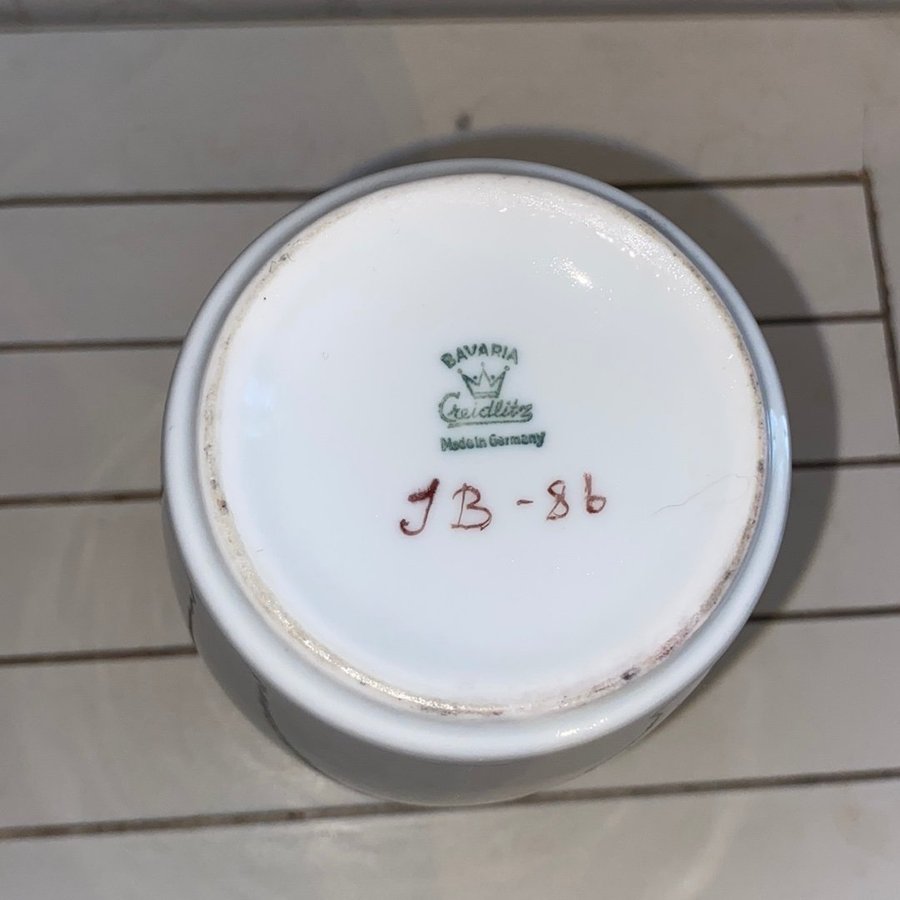 BAVARIA
Creidlitz
Made in Germany
JB-86